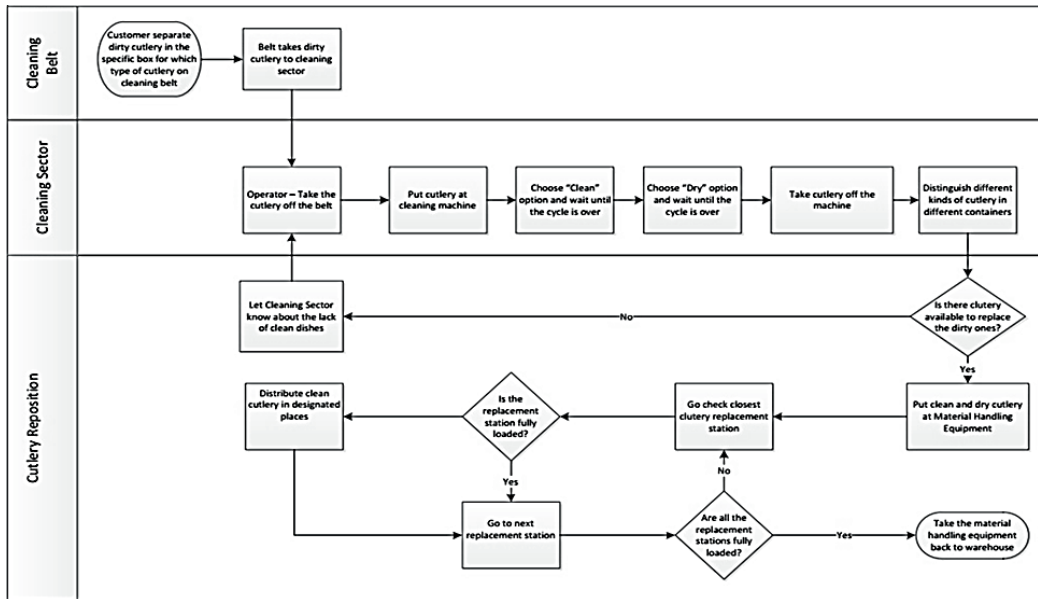 Cleaning
Belt
Customer separate
dirty cutlery in the
specific box for which
type of cutlery on
cleaning belt
Belt takes dirty
cutlery to cleaning
sector
Cleaning Sector
Operator – Take the
cutlery off the belt
Put cutlery at
cleaning machine
Choose "Clean"
option and wait until
the cycle is over
Choose "Dry" option
and wait until the
cycle is over
Take cutlery off the
machine
Distinguish different
kinds of cutlery in
different containers
Cutlery Reposition
Let Cleaning Sector
know about the lack
of clean dishes
No
Is there clutery
available to replace
the dirty ones?
Yes
Distribute clean
cutlery in designated
places
Is the
replacement
station fully
loaded?
Go check closest
clutery replacement
station
Put clean and dry cutlery
at Material Handling
Equipment
Yes
No
Go to next
replacement station
Are all the
replacement
stations fully
loaded?
Yes
Take the material
handling equipment
back to warehouse